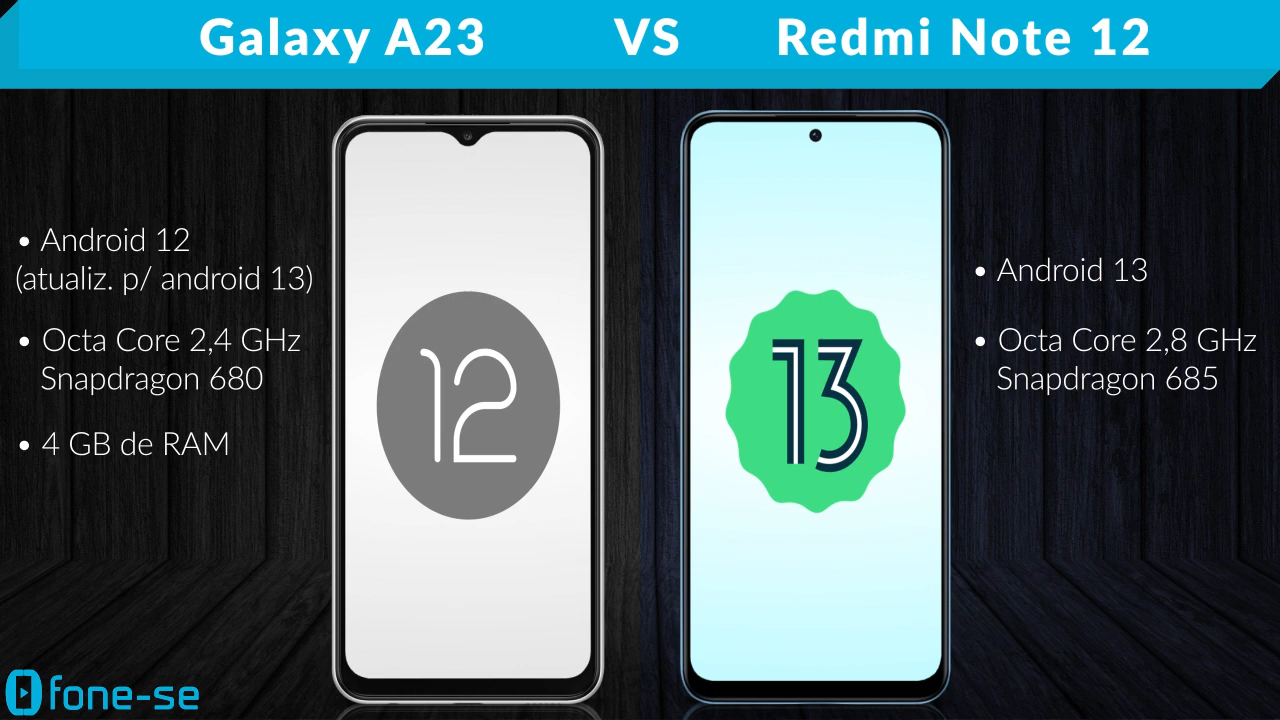 Galaxy A23 VS Redmi Note 12
• Android 12
(atualiz. p/ android 13)
• Octa Core 2,4 GHz
Snapdragon 680
• 4 GB de RAM
12
13
• Android 13
• Octa Core 2,8 GHz
Snapdragon 685
fone-se